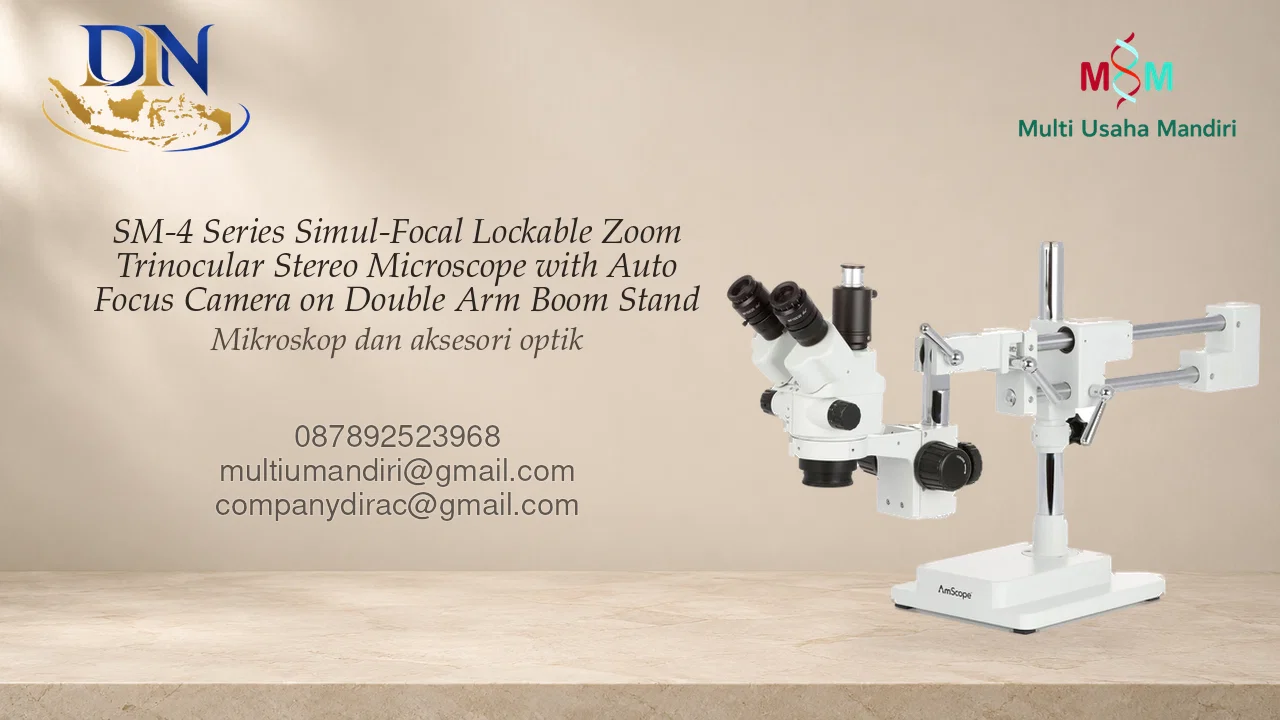 DIN
M M
Multi Usaha Mandiri
SM-4 Series Simul-Focal Lockable Zoom
Trinocular Stereo Microscope with Auto
Focus Camera on Double Arm Boom Stand
Mikroskop dan aksesori optik
087892523968
multiumandiri@gmail.com
companydirac@gmail.com
AmScope